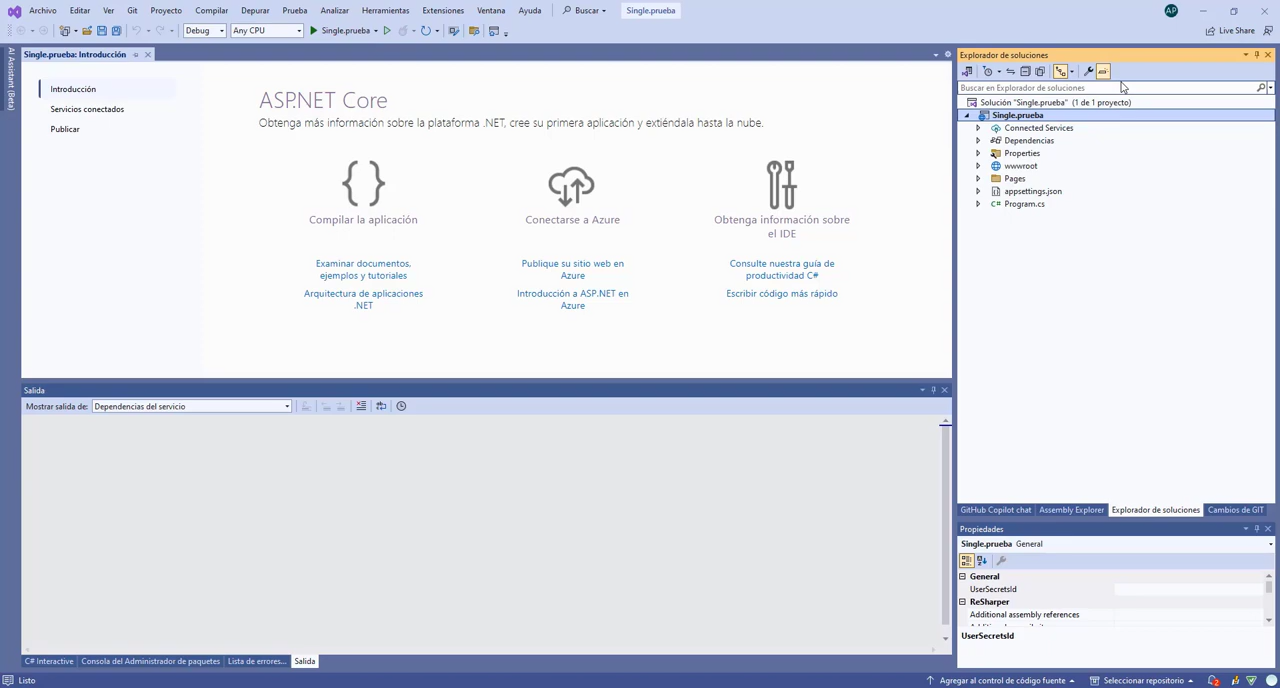 Archivo Editar Ver Git Proyecto Compilar Depurar Prueba Analizar Herramientas Extensiones Ventana Ayuda Buscar Single.prueba AP
Debug Any CPU Single.prueba Live Share
AI Assistant (Beta)
Single.prueba: Introducción
Introducción
Servicios conectados
Publicar
ASP.NET Core
Obtenga información sobre la plataforma .NET, cree su primera aplicación y extiéndala hasta la nube.
Compilar la aplicación
Conectarse a Azure
Obtenga información sobre
el IDE
Examinar documentos,
ejemplos y tutoriales
Arquitectura de aplicaciones
.NET
Publique su sitio web en
Azure
Introducción a ASP.NET en
Azure
Consulte nuestra guía de
productividad C#
Escribir código más rápido
Salida
Mostrar salida de: Dependencias del servicio
C# Interactive Consola del Administrador de paquetes Lista de errores... Salida
Explorador de soluciones
Buscar en Explorador de soluciones
Solución "Single.prueba" (1 de 1 proyecto)
Single.prueba
Connected Services
Dependencias
Properties
wwwroot
Pages
appsettings.json
C# Program.cs
GitHub Copilot chat Assembly Explorer Explorador de soluciones Cambios de GIT
Propiedades
Single.prueba General
General
UserSecretsId
ReSharper
Additional assembly references
UserSecretsId
Listo Agregar al control de código fuente Seleccionar repositorio 2